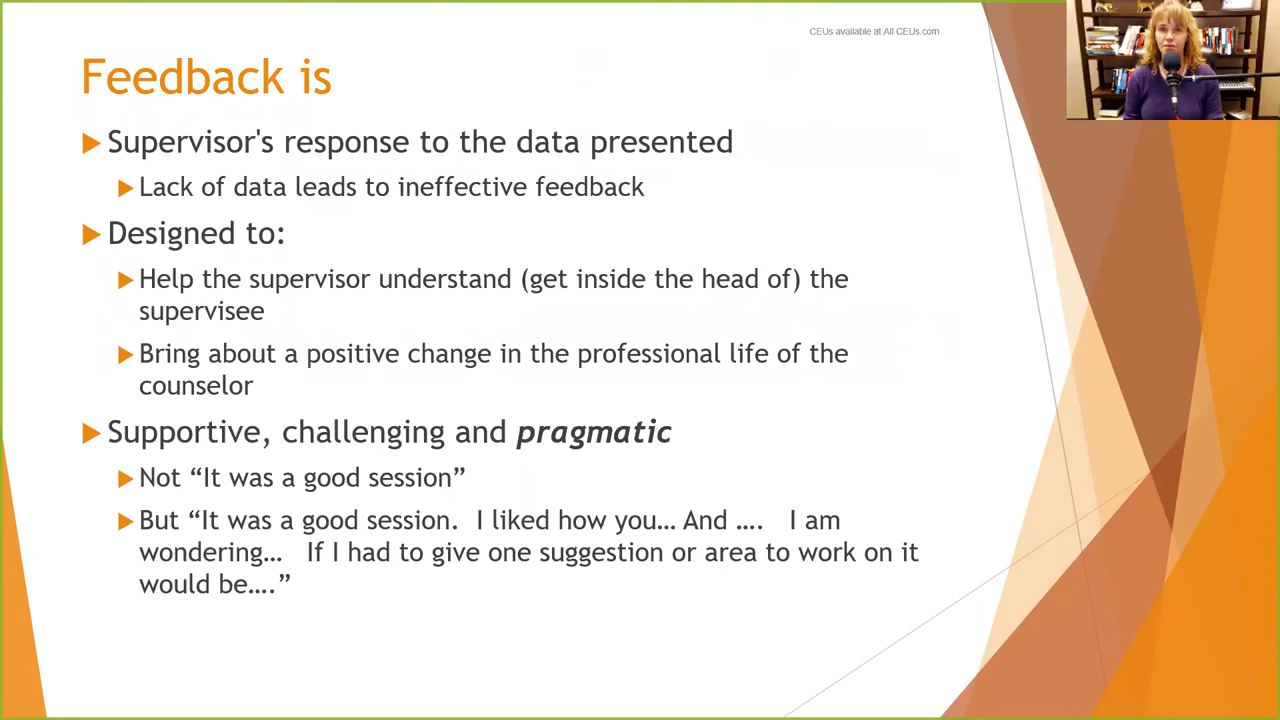 CEUs available at All CEUs.com
Feedback is
Supervisor's response to the data presented
Lack of data leads to ineffective feedback
Designed to:
Help the supervisor understand (get inside the head of) the
supervisee
Bring about a positive change in the professional life of the
counselor
Supportive, challenging and pragmatic
Not “It was a good session”
But “It was a good session.  I liked how you… And ….   I am
wondering…   If I had to give one suggestion or area to work on it
would be….”